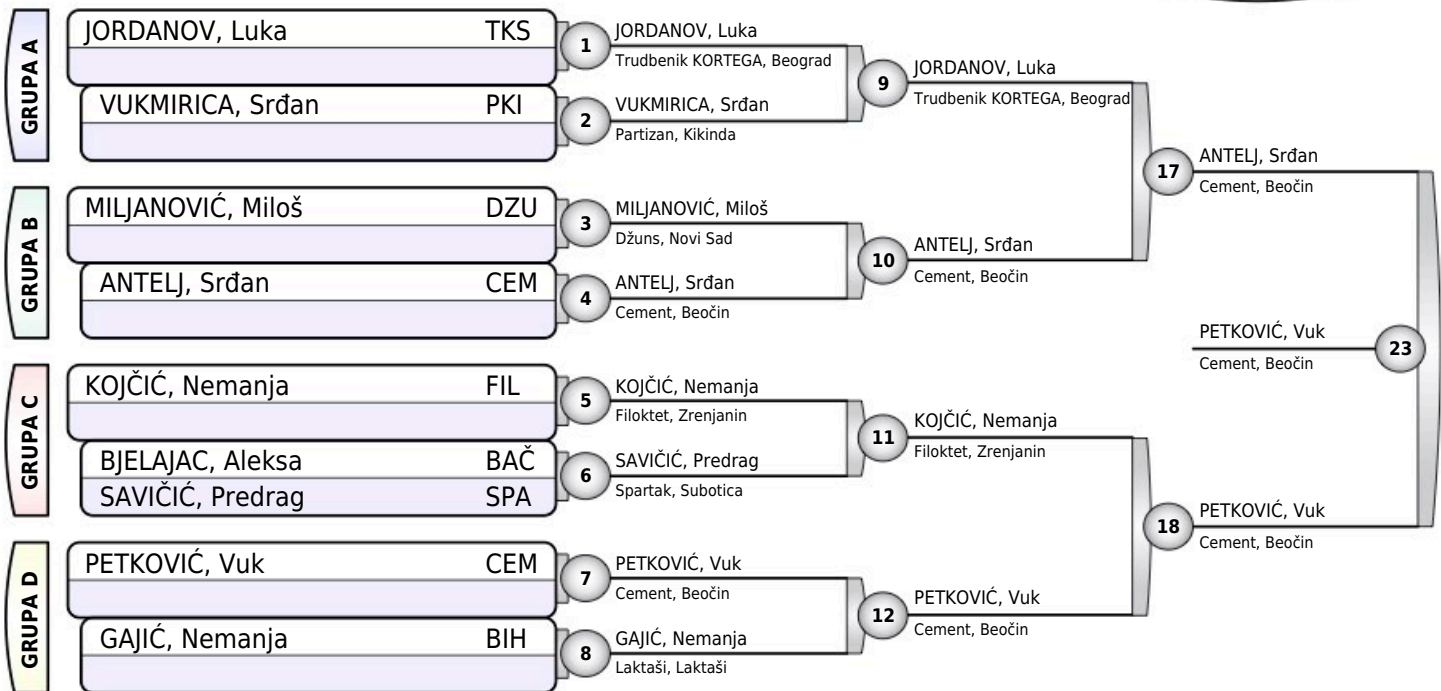 GRUPA A
JORDANOV, Luka TKS
VUKMIRICA, Srđan PKI
GRUPA B
MILJANOVIĆ, Miloš DZU
ANTELJ, Srđan CEM
GRUPA C
KOJČIĆ, Nemanja FIL
BJELAJAC, Aleksa BAČ
SAVIČIĆ, Predrag SPA
GRUPA D
PETKOVIĆ, Vuk CEM
GAJIĆ, Nemanja BIH
1
JORDANOV, Luka
Trudbenik KORTEGA, Beograd
2
VUKMIRICA, Srđan
Partizan, Kikinda
3
MILJANOVIĆ, Miloš
Džuns, Novi Sad
4
ANTELJ, Srđan
Cement, Beočin
5
KOJČIĆ, Nemanja
Filoktet, Zrenjanin
6
SAVIČIĆ, Predrag
Spartak, Subotica
7
PETKOVIĆ, Vuk
Cement, Beočin
8
GAJIĆ, Nemanja
Laktaši, Laktaši
9
JORDANOV, Luka
Trudbenik KORTEGA, Beograd
10
ANTELJ, Srđan
Cement, Beočin
11
KOJČIĆ, Nemanja
Filoktet, Zrenjanin
12
PETKOVIĆ, Vuk
Cement, Beočin
17
ANTELJ, Srđan
Cement, Beočin
18
PETKOVIĆ, Vuk
Cement, Beočin
PETKOVIĆ, Vuk
Cement, Beočin
23